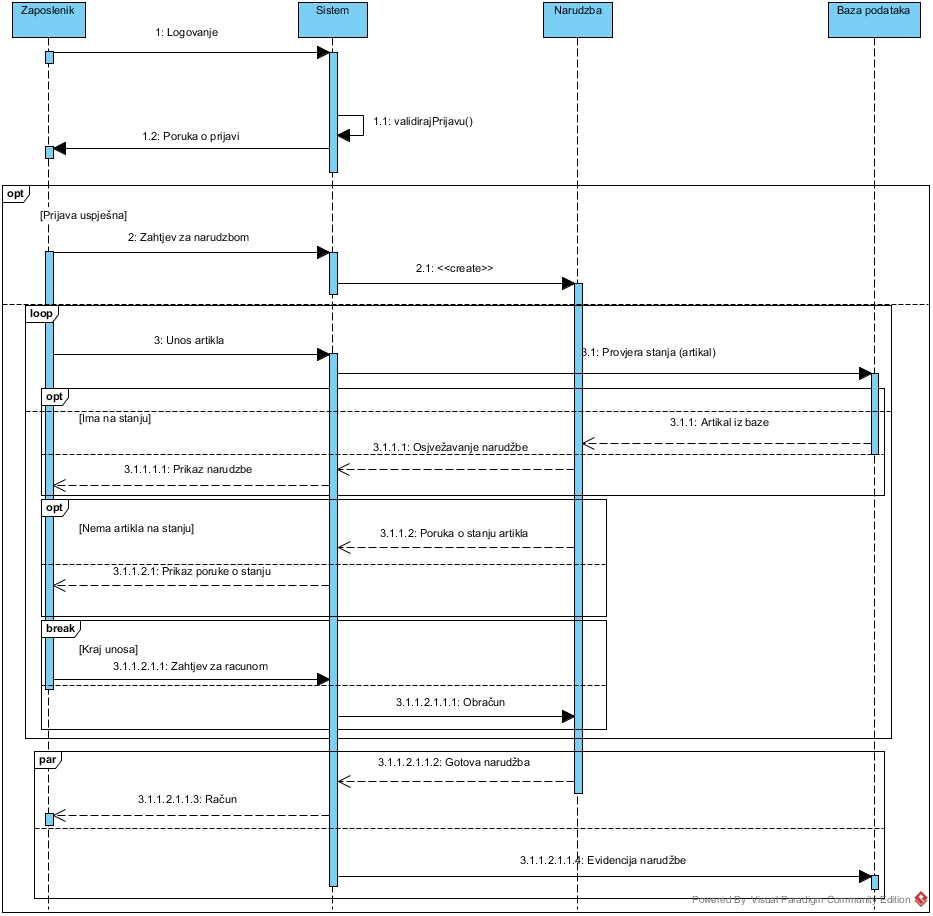 Zaposlenik
Sistem
Narudzba
Baza podataka
1: Logovanje
1.1: validirajPrijavu()
1.2: Poruka o prijavi
opt
[Prijava uspješna]
2: Zahtjev za narudzbom
2.1: <<create>>
loop
3: Unos artikla
3.1: Provjera stanja (artikal)
opt
[Ima na stanju]
3.1.1: Artikal iz baze
3.1.1.1: Osjvežavanje narudžbe
3.1.1.1.1: Prikaz narudzbe
opt
[Nema artikla na stanju]
3.1.1.2: Poruka o stanju artikla
3.1.1.2.1: Prikaz poruke o stanju
break
[Kraj unosa]
3.1.1.2.1.1: Zahtjev za racunom
3.1.1.2.1.1.1: Obračun
par
3.1.1.2.1.1.2: Gotova narudžba
3.1.1.2.1.1.3: Račun
3.1.1.2.1.1.4: Evidencija narudžbe
Powered By Visual Paradigm Community Edition